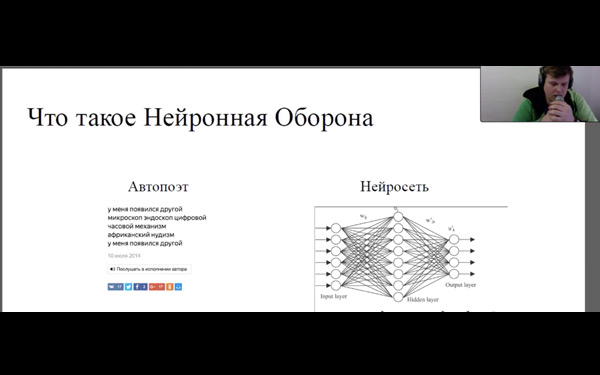 Что такое Нейронная Оборона
Автопоэт
у меня появился другой
микроскоп эндоскоп цифровой
часовой механизм
африканский нудизм
у меня появился другой
10 июля 2014
Послушать в исполнении автора
Нейросеть
Input layer
Hidden layer
Output layer